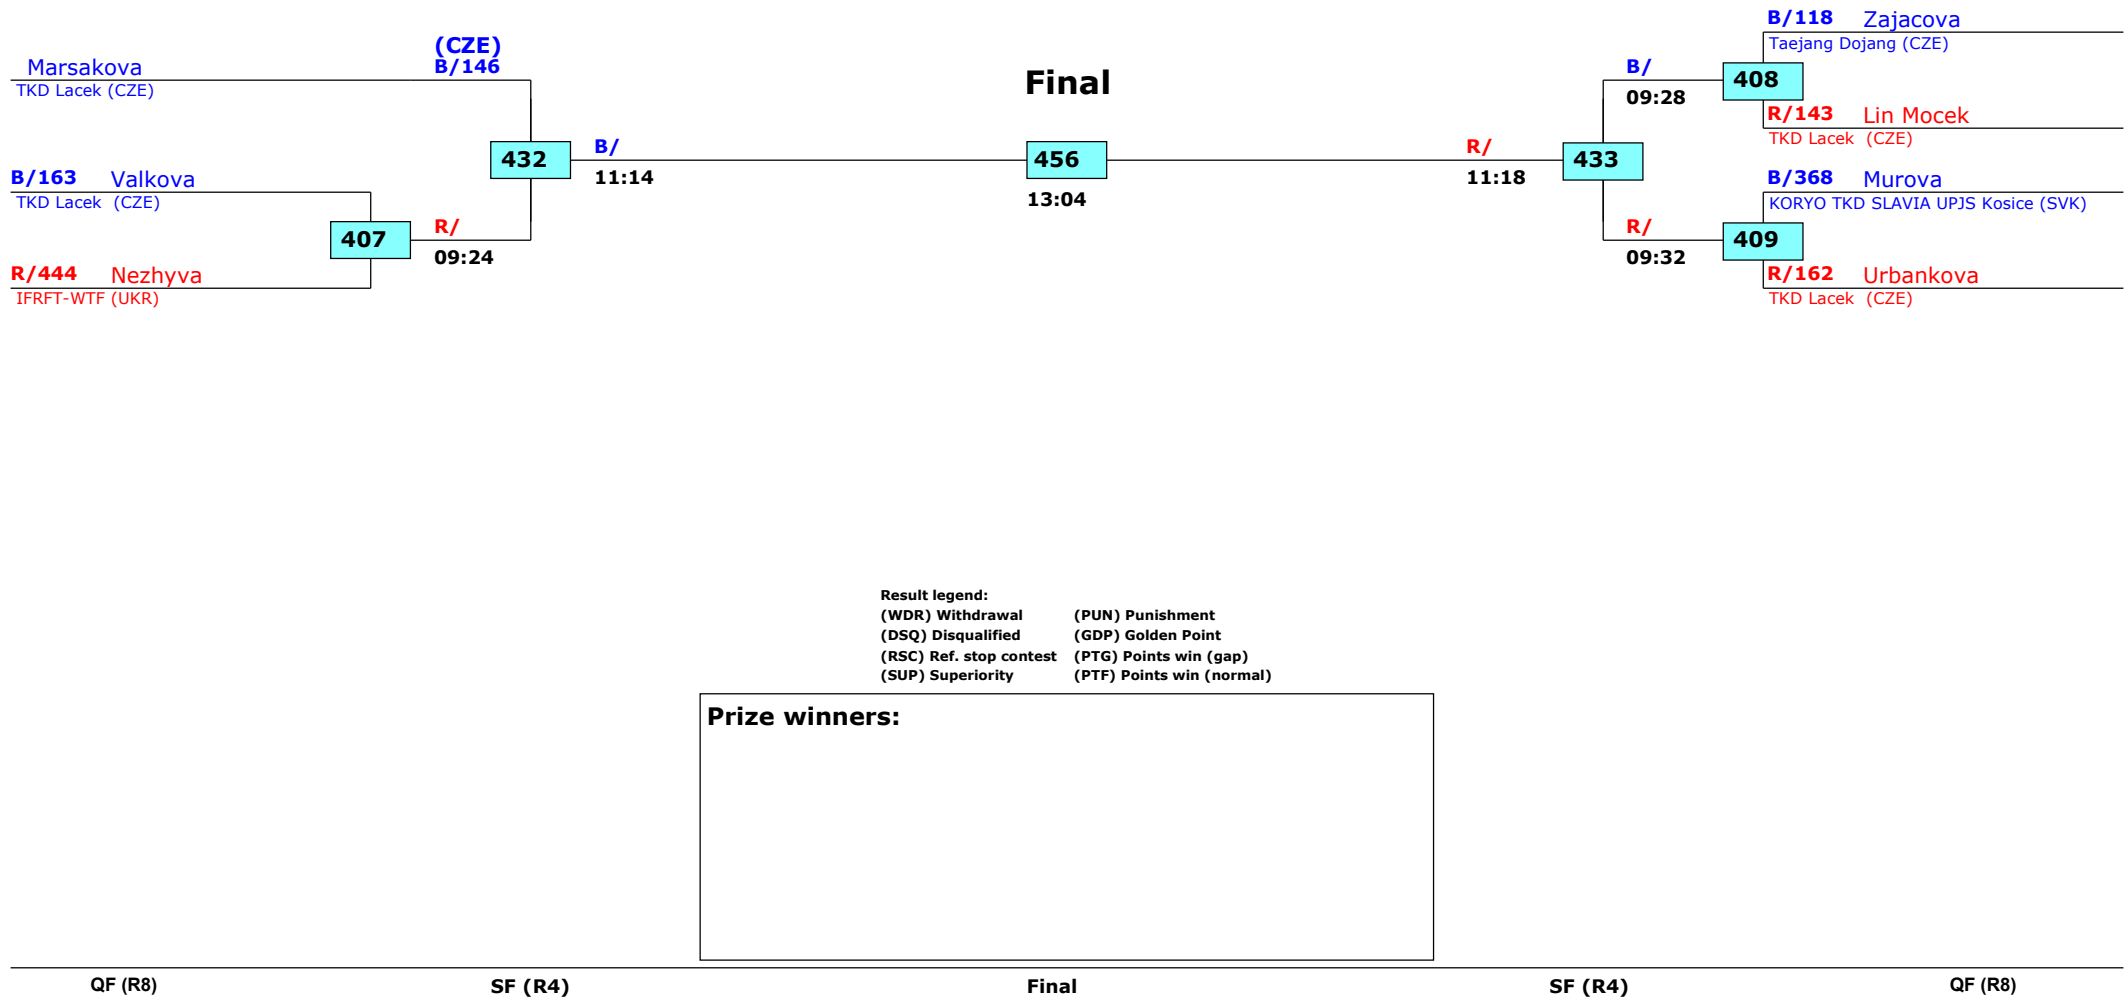 (CZE)
Marsakova B/146
TKD Lacek (CZE)
B/163 Valkova
TKD Lacek (CZE)
407
R/
09:24
R/444 Nezhyva
IFRFT-WTF (UKR)
432
B/
11:14
Final
456
13:04
R/
11:18
433
B/
09:28
R/
09:32
B/118 Zajacova
Taejang Dojang (CZE)
408
R/143 Lin Mocek
TKD Lacek (CZE)
B/368 Murova
KORYO TKD SLAVIA UPJS Kosice (SVK)
409
R/162 Urbankova
TKD Lacek (CZE)
Result legend:
(WDR) Withdrawal (PUN) Punishment
(DSQ) Disqualified (GDP) Golden Point
(RSC) Ref. stop contest (PTG) Points win (gap)
(SUP) Superiority (PTF) Points win (normal)
Prize winners:
QF (R8) SF (R4) Final SF (R4) QF (R8)